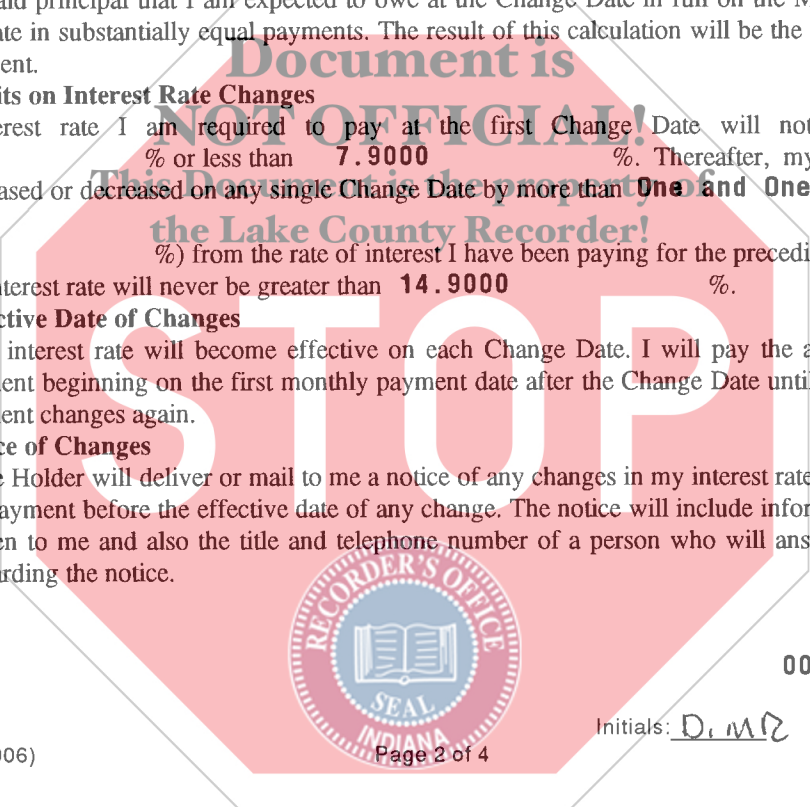 aid principal that I am expected to owe at the Change Date in full on the M
ate in substantially equal payments. The result of this calculation will be the
ent.
Document is
its on Interest Rate Changes
NOT OFFICIAL!
erest rate I am required to pay at the first Change Date will not
% or less than 7.9000 %. Thereafter, my
This Document is the property of
ased or decreased on any single Change Date by more than One and One
the Lake County Recorder!
%) from the rate of interest I have been paying for the precedi
nterest rate will never be greater than 14.9000 %.
ctive Date of Changes
interest rate will become effective on each Change Date. I will pay the a
ent beginning on the first monthly payment date after the Change Date until
ent changes again.
STOP
ce of Changes
e Holder will deliver or mail to me a notice of any changes in my interest rate
ayment before the effective date of any change. The notice will include infor
en to me and also the title and telephone number of a person who will ans
arding the notice.
RECORDER'S OFFICE
SEAL
INDIANA
00
Initials: D. MR
006)
Page 2 of 4